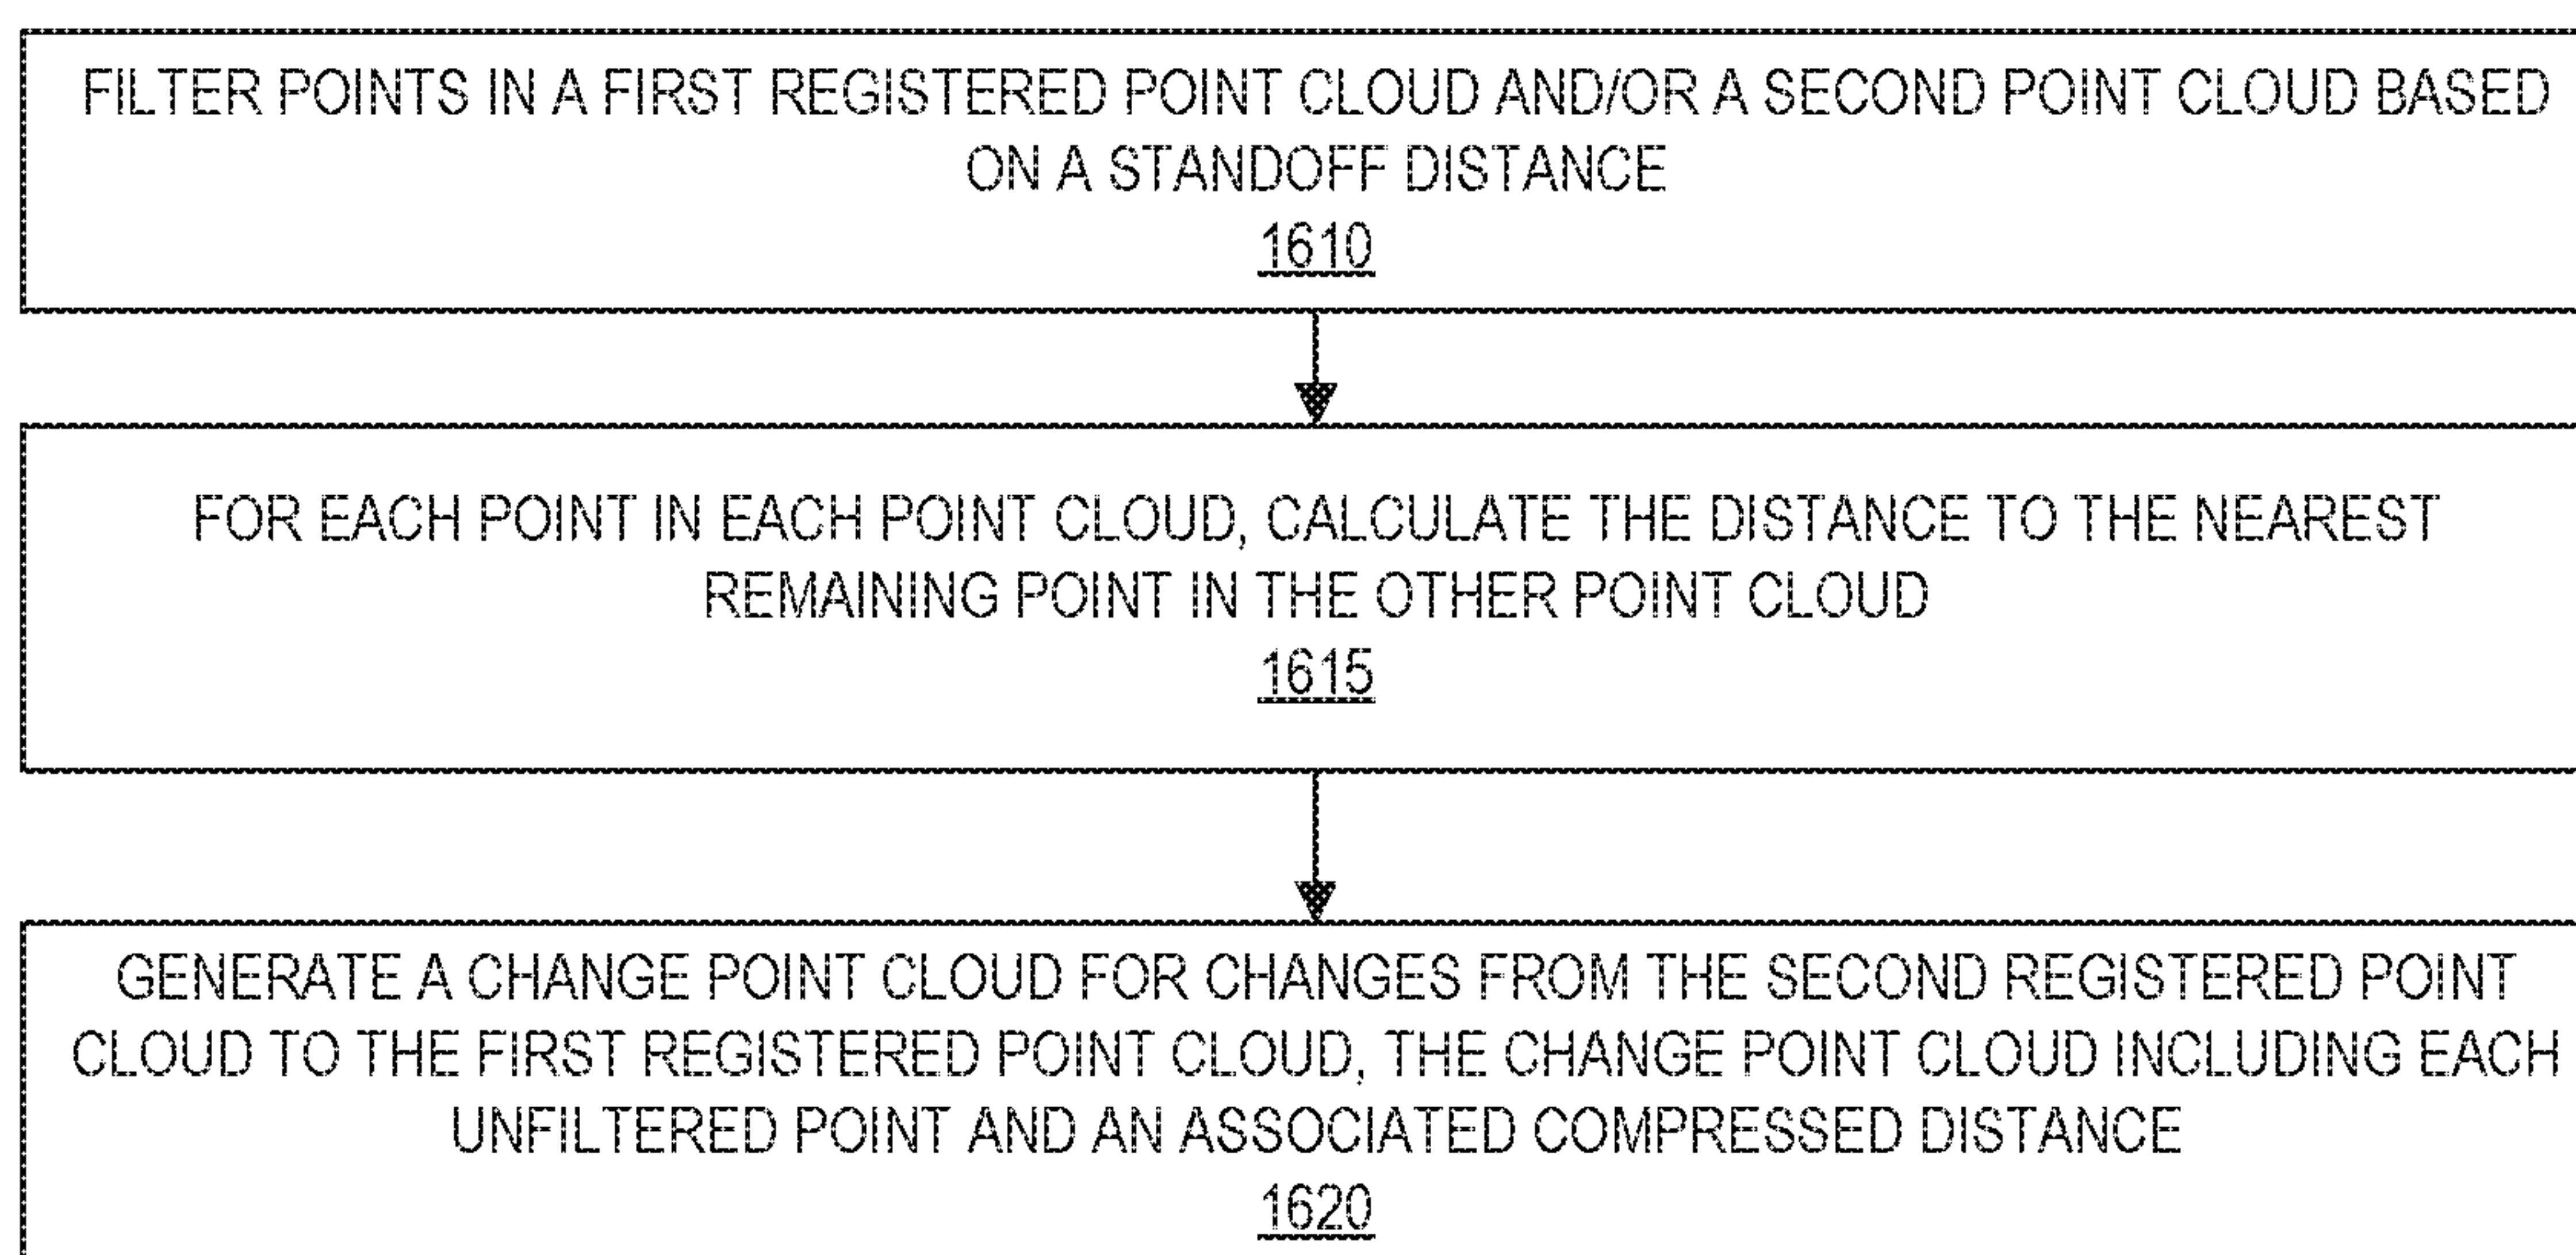 FILTER POINTS IN A FIRST REGISTERED POINT CLOUD AND/OR A SECOND POINT CLOUD BASED
ON A STANDOFF DISTANCE
1610
FOR EACH POINT IN EACH POINT CLOUD, CALCULATE THE DISTANCE TO THE NEAREST
REMAINING POINT IN THE OTHER POINT CLOUD
1615
GENERATE A CHANGE POINT CLOUD FOR CHANGES FROM THE SECOND REGISTERED POINT
CLOUD TO THE FIRST REGISTERED POINT CLOUD, THE CHANGE POINT CLOUD INCLUDING EACH
UNFILTERED POINT AND AN ASSOCIATED COMPRESSED DISTANCE
1620